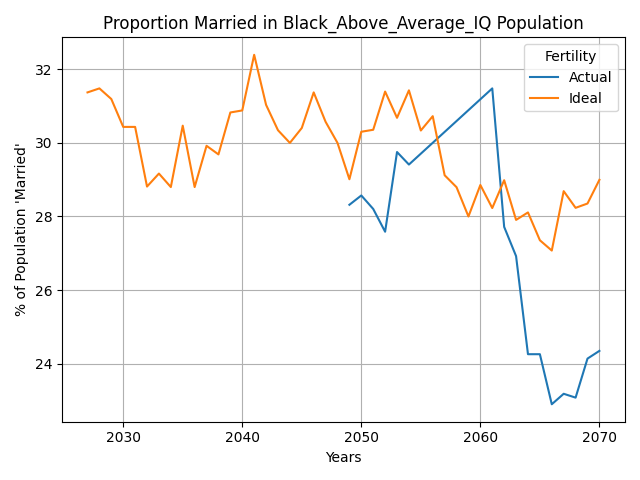 Proportion Married in Black_Above_Average_IQ Population
Fertility
Actual
Ideal
% of Population 'Married'
32
30
28
26
24
2030 2040 2050 2060 2070
Years